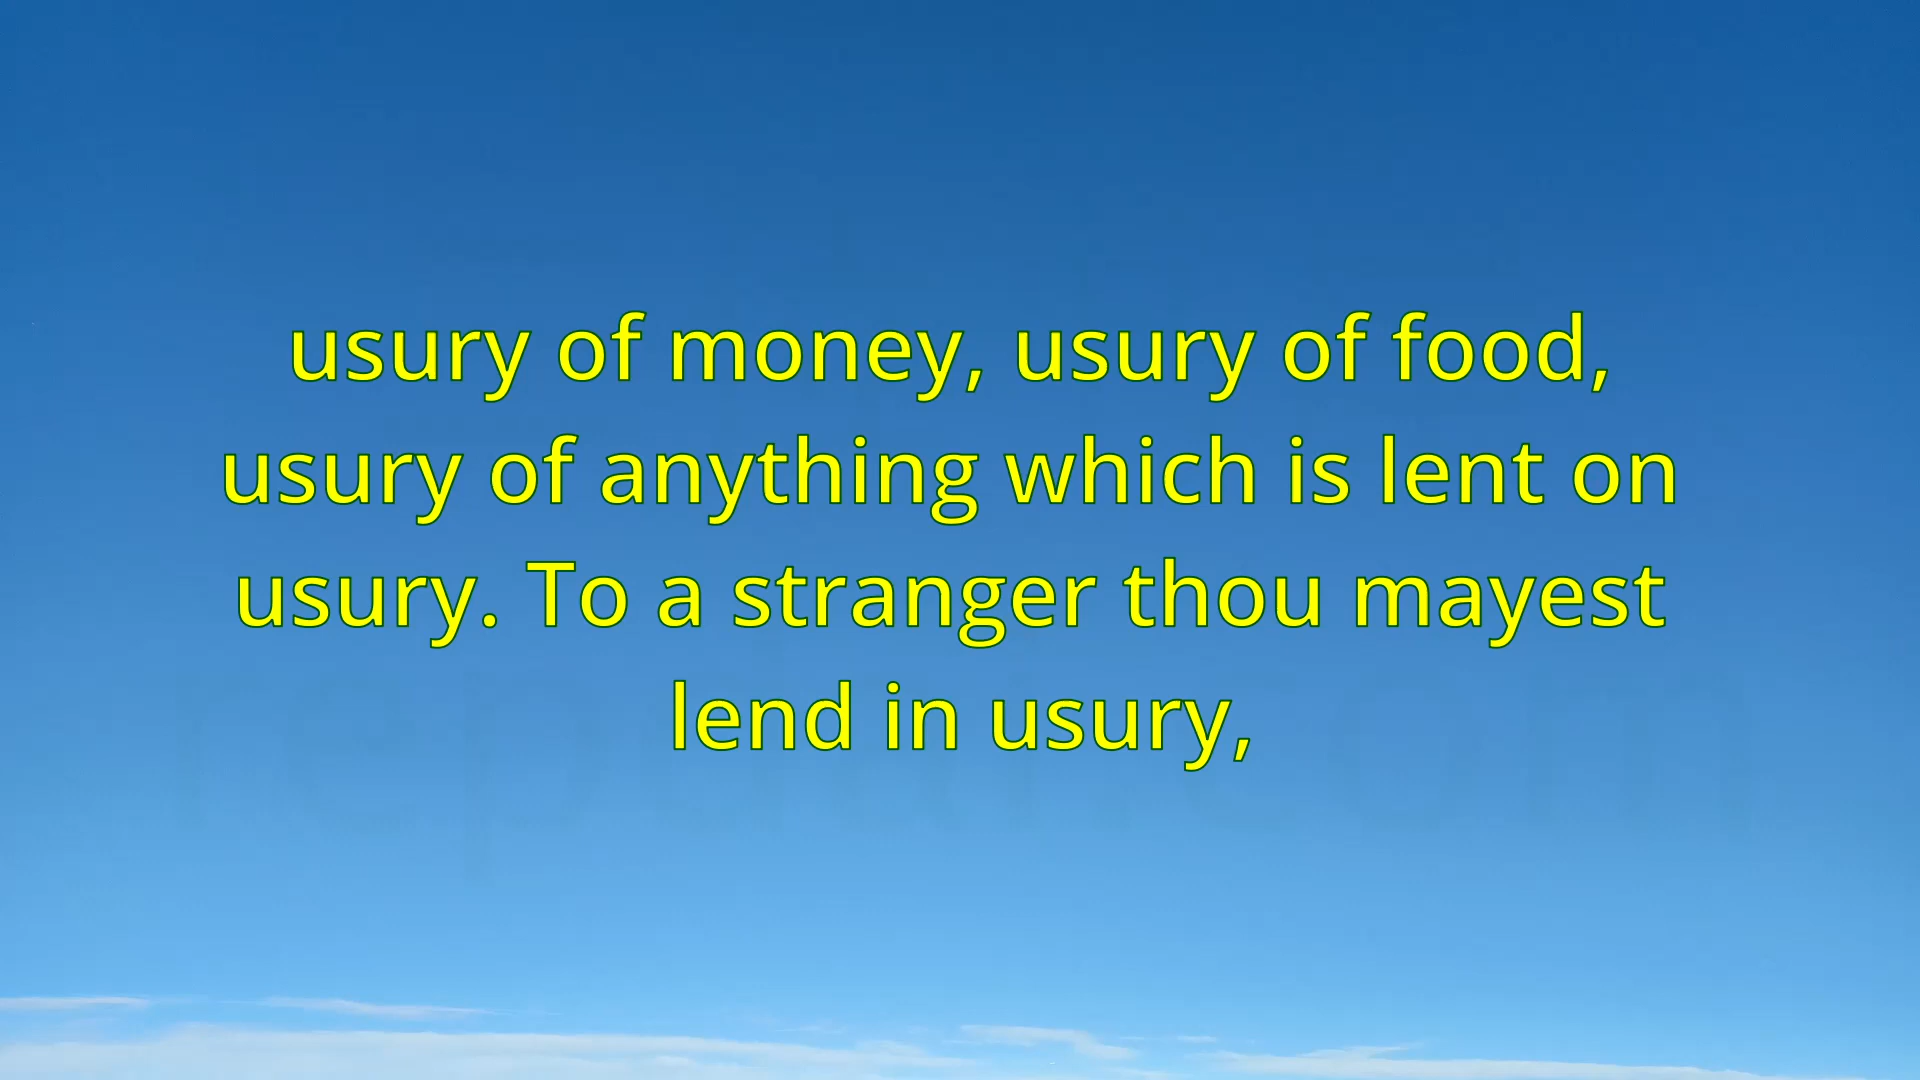 usury of money, usury of food,
usury of anything which is lent on
usury. To a stranger thou mayest
lend in usury,